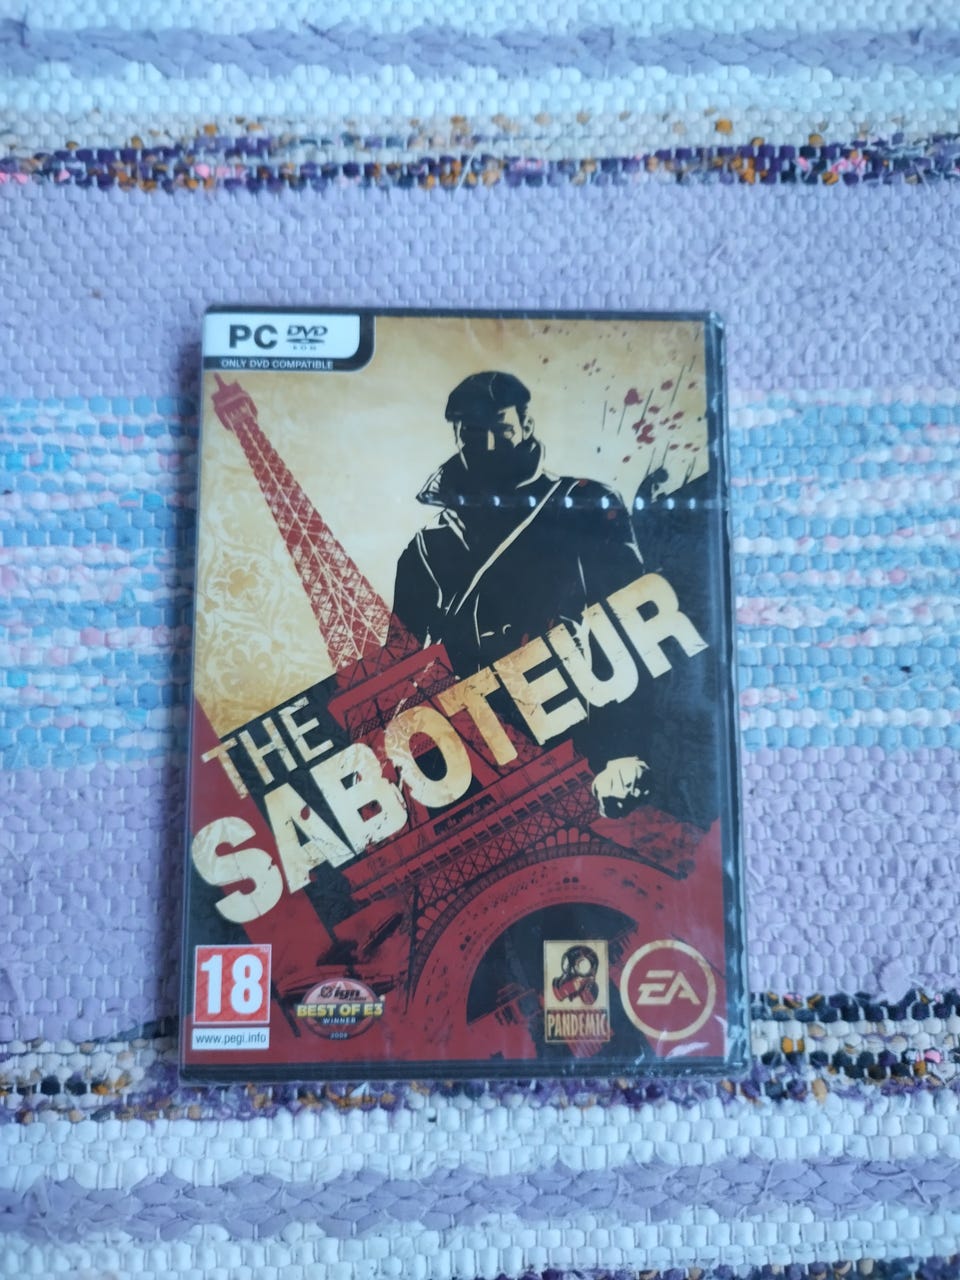 PC DVD
ROM
ONLY DVD COMPATIBLE
THE
SABOTEUR
18
www.pegi.info
ign
BEST OF E3
WINNER
2009
PANDEMIC
EA